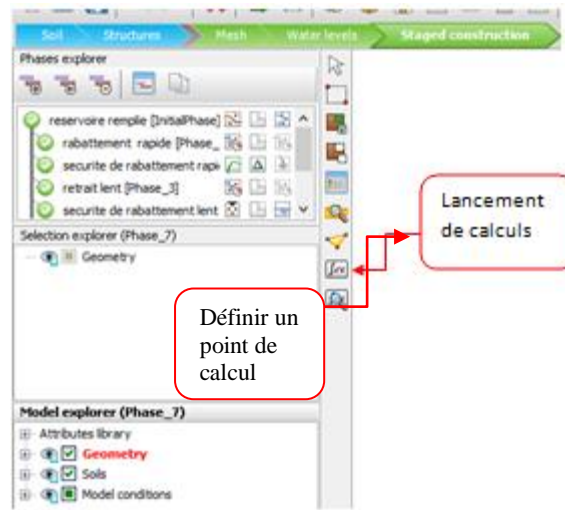 Soil Structures Mesh Water levels Staged construction
Phases explorer
reservoire remplie [InitialPhase]
rabattement rapide [Phase_
securite de rabattement rapi
retrait lent [Phase_3]
securite de rabattement lent
Selection explorer (Phase_7)
Geometry
Lancement
de calculs
Définir un
point de
calcul
Model explorer (Phase_7)
Attributes library
Geometry
Soils
Model conditions